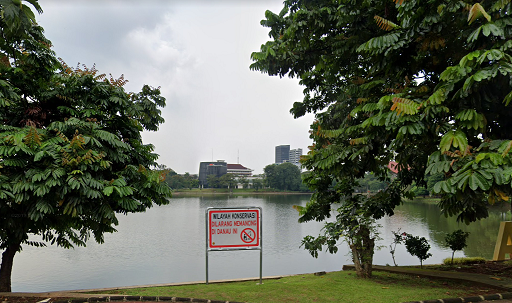 WILAYAH KONSERVASI
DILARANG MEMANCING
DI DANAU INI